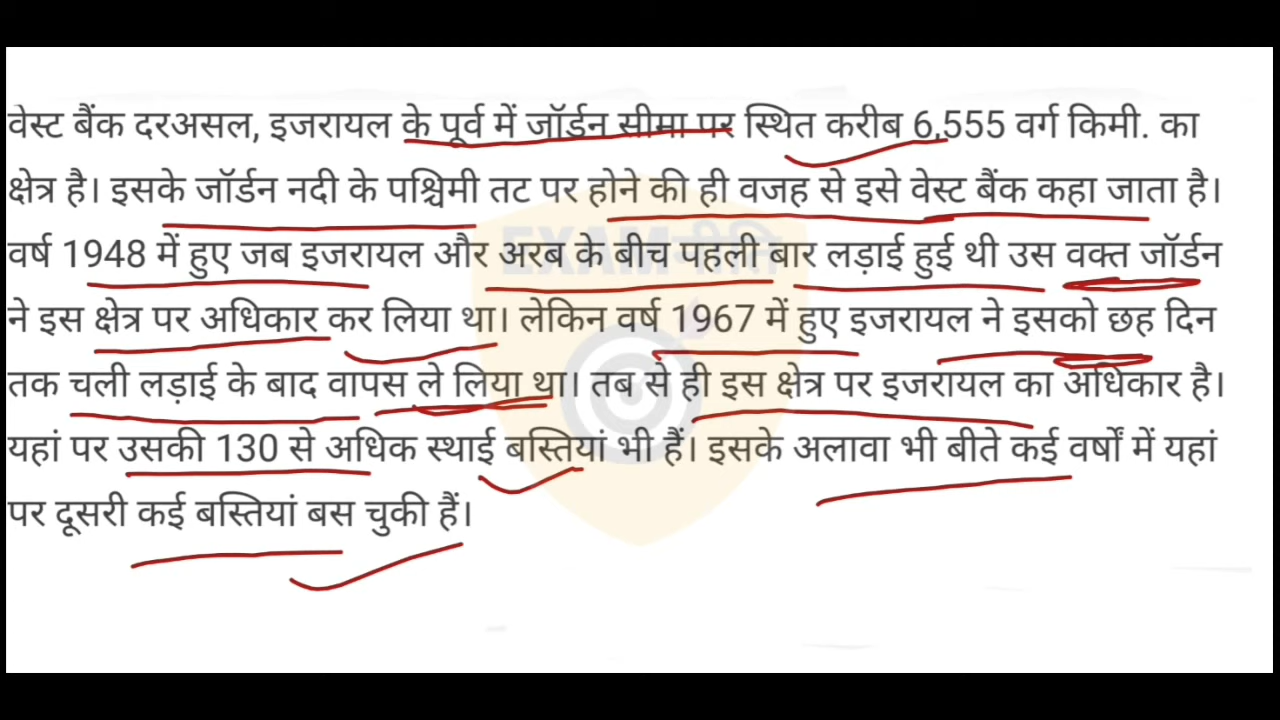 वेस्ट बैंक दरअसल, इजरायल के पूर्व में जॉर्डन सीमा पर स्थित करीब 6,555 वर्ग किमी. का
क्षेत्र है। इसके जॉर्डन नदी के पश्चिमी तट पर होने की ही वजह से इसे वेस्ट बैंक कहा जाता है।
वर्ष 1948 में हुए जब इजरायल और अरब के बीच पहली बार लड़ाई हुई थी उस वक्त जॉर्डन
ने इस क्षेत्र पर अधिकार कर लिया था। लेकिन वर्ष 1967 में हुए इजरायल ने इसको छह दिन
तक चली लड़ाई के बाद वापस ले लिया था। तब से ही इस क्षेत्र पर इजरायल का अधिकार है।
यहां पर उसकी 130 से अधिक स्थाई बस्तियां भी हैं। इसके अलावा भी बीते कई वर्षों में यहां
पर दूसरी कई बस्तियां बस चुकी हैं।
EXAMनीति